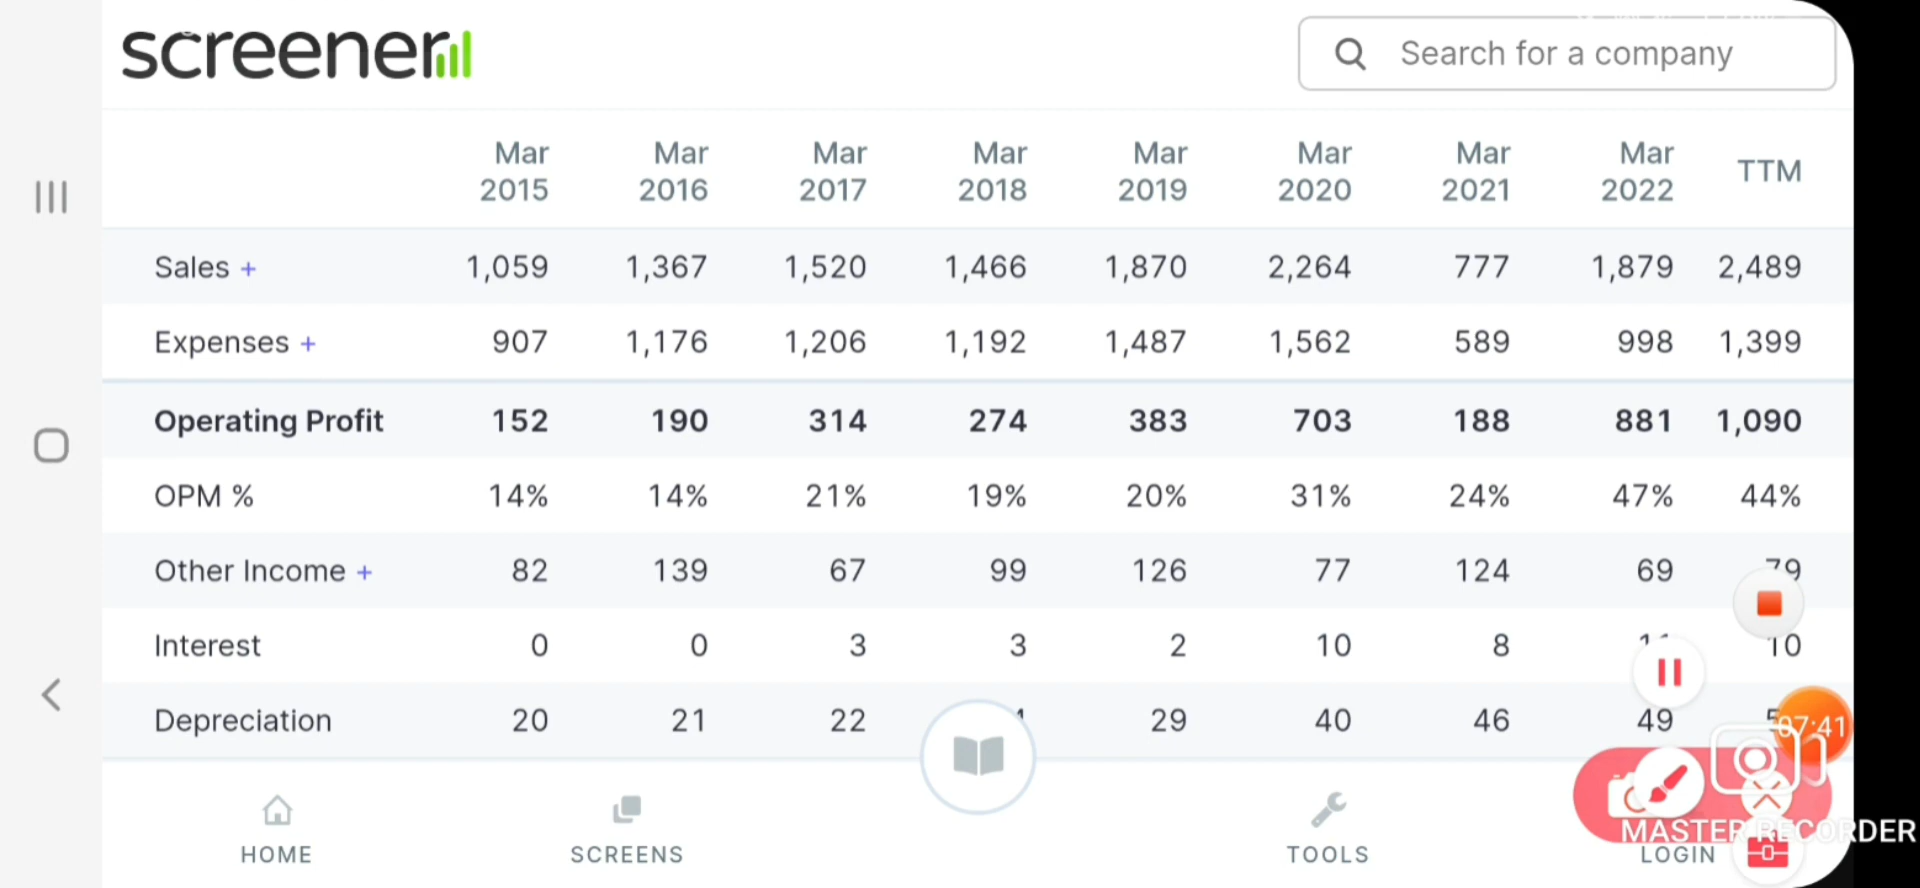 screener
Search for a company
Mar 2015 Mar 2016 Mar 2017 Mar 2018 Mar 2019 Mar 2020 Mar 2021 Mar 2022 TTM
Sales + 1,059 1,367 1,520 1,466 1,870 2,264 777 1,879 2,489
Expenses + 907 1,176 1,206 1,192 1,487 1,562 589 998 1,399
Operating Profit 152 190 314 274 383 703 188 881 1,090
OPM % 14% 14% 21% 19% 20% 31% 24% 47% 44%
Other Income + 82 139 67 99 126 77 124 69 79
Interest 0 0 3 3 2 10 8 10
Depreciation 20 21 22 29 40 46 49
07:41
MASTER RECORDER
HOME SCREENS TOOLS LOGIN